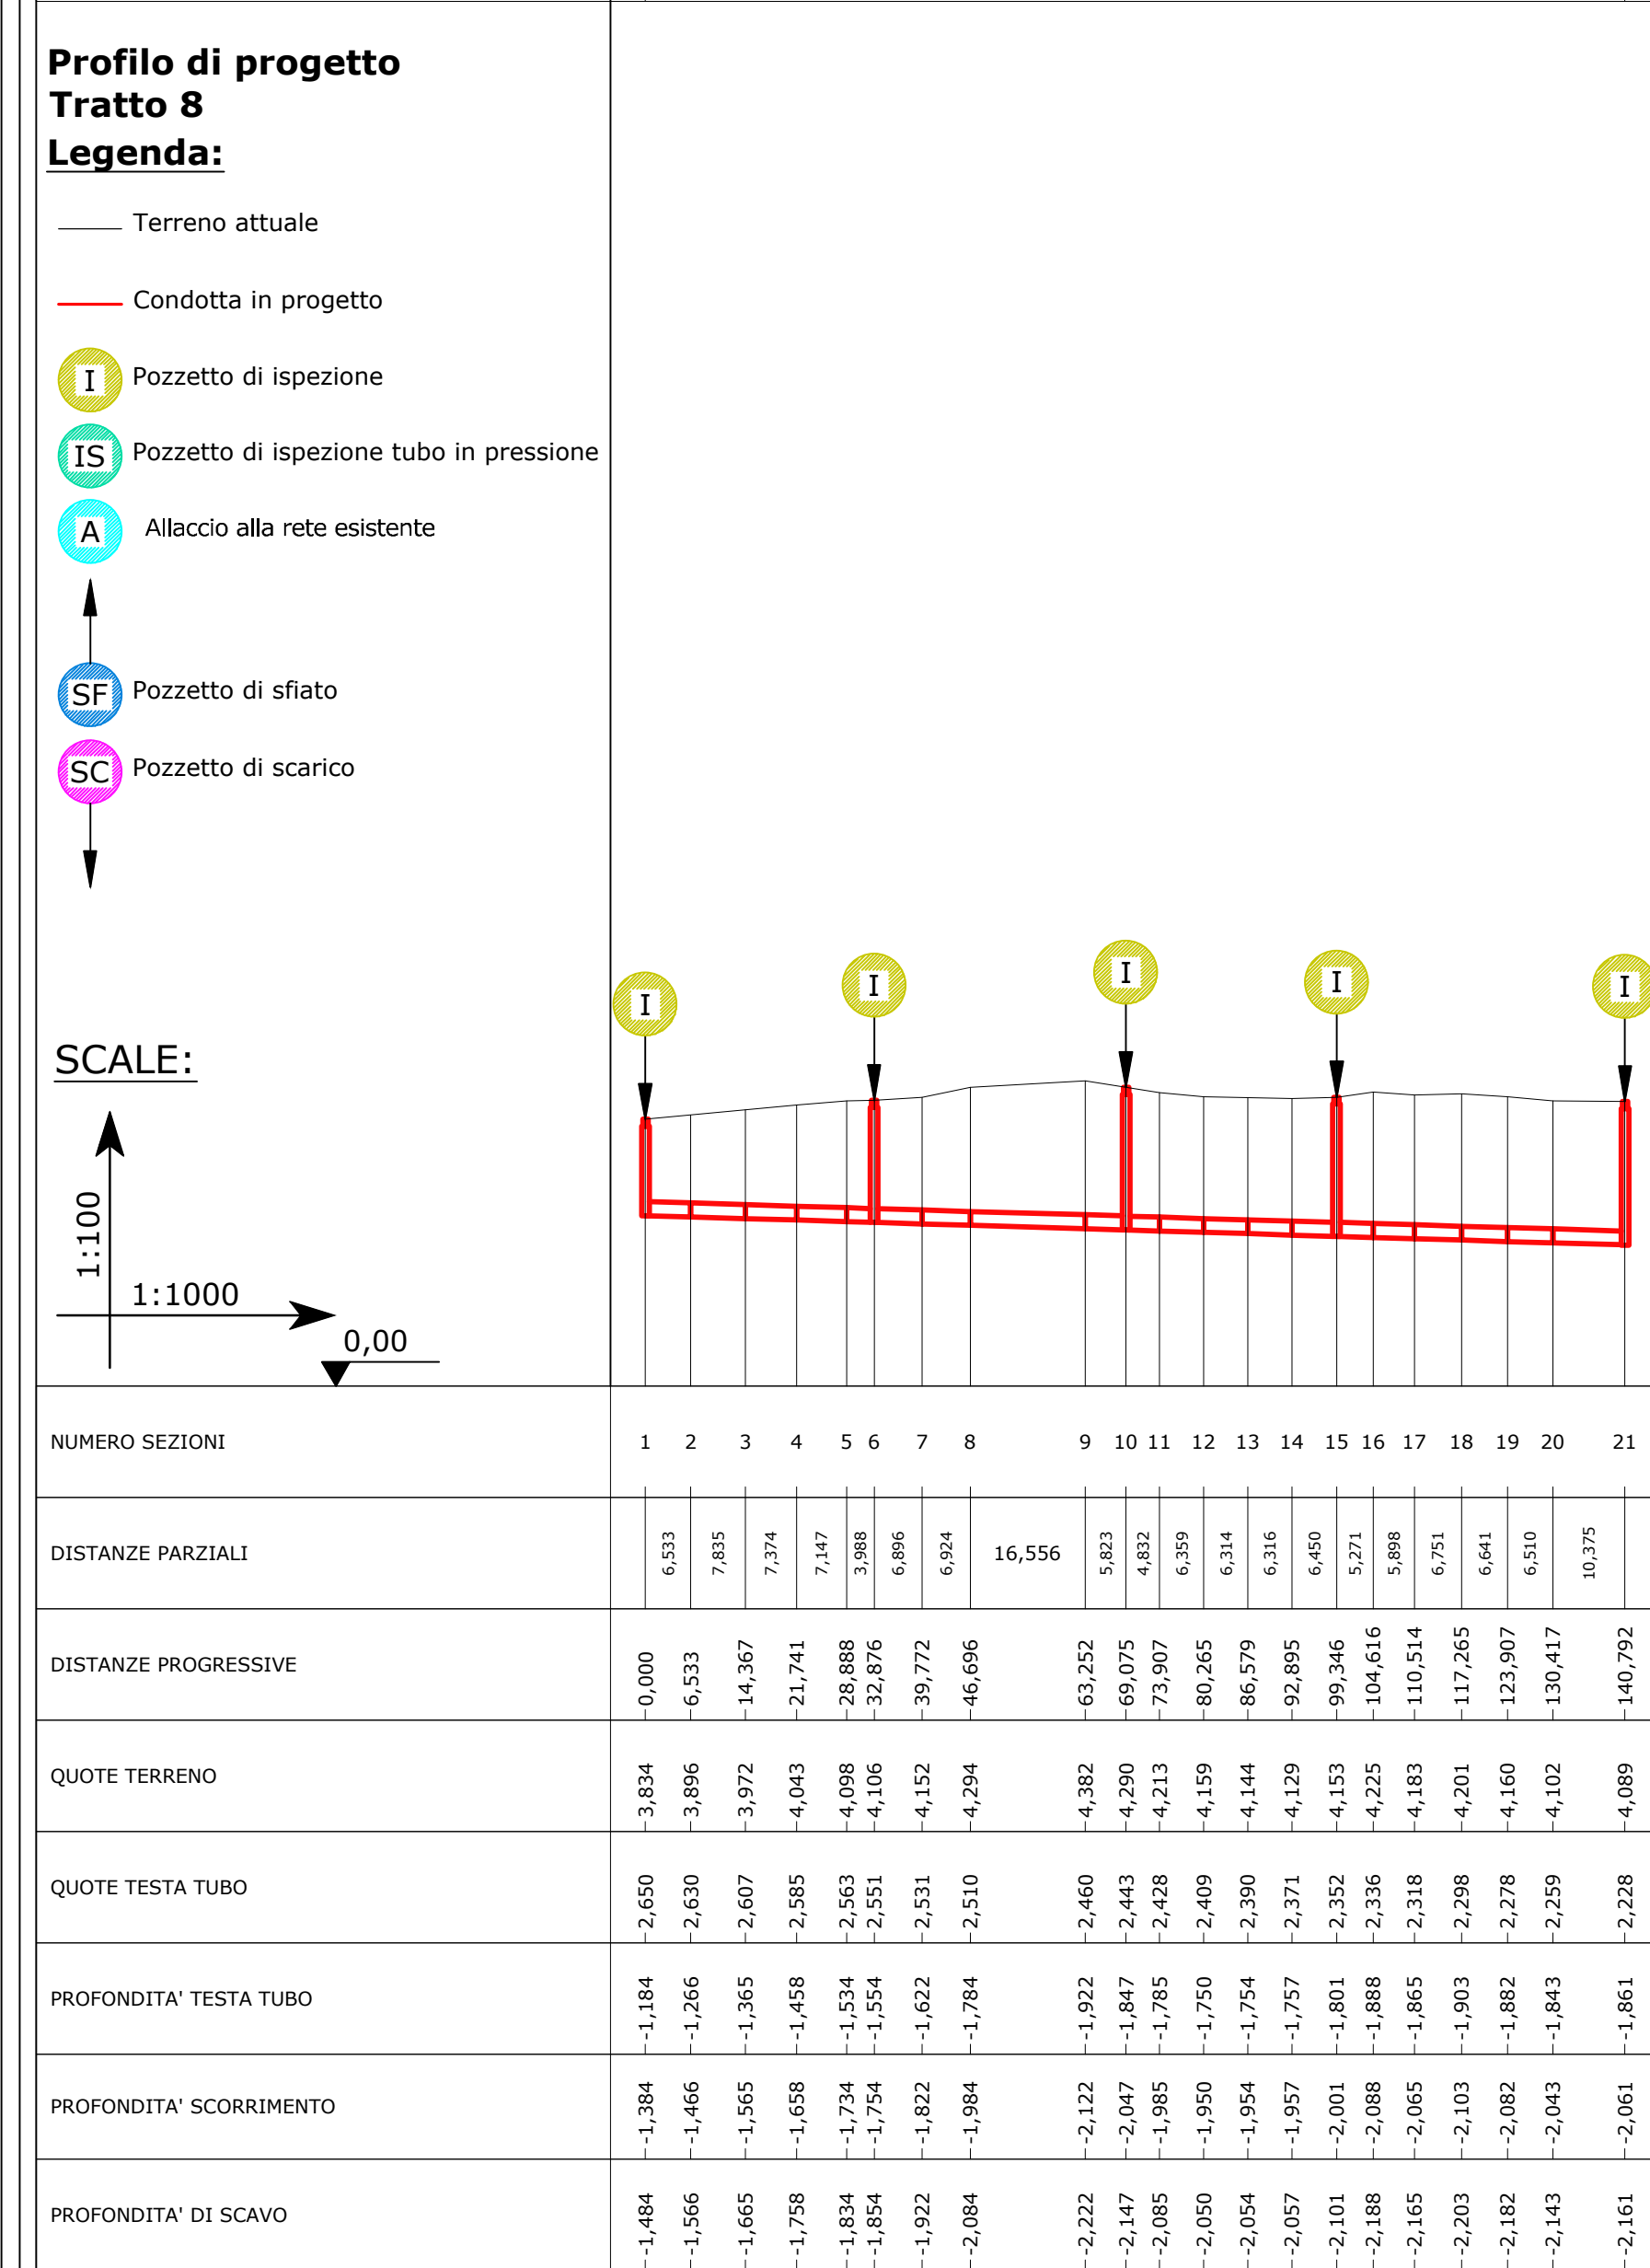 Profilo di progetto
Tratto 8
Legenda:
Terreno attuale
Condotta in progetto
I Pozzetto di ispezione
IS Pozzetto di ispezione tubo in pressione
A Allaccio alla rete esistente
SF Pozzetto di sfiato
SC Pozzetto di scarico
I I I I I
SCALE:
1:100
1:1000
0,00
NUMERO SEZIONI 1 2 3 4 5 6 7 8 9 10 11 12 13 14 15 16 17 18 19 20 21
DISTANZE PARZIALI 6,533 7,835 7,374 7,147 3,988 6,896 6,924 16,556 5,823 4,832 6,359 6,314 6,316 6,450 5,271 5,898 6,751 6,641 6,510 10,375
DISTANZE PROGRESSIVE 0,000 6,533 14,367 21,741 28,888 32,876 39,772 46,696 63,252 69,075 73,907 80,265 86,579 92,895 99,346 104,616 110,514 117,265 123,907 130,417 140,792
QUOTE TERRENO 3,834 3,896 3,972 4,043 4,098 4,106 4,152 4,294 4,382 4,290 4,213 4,159 4,144 4,129 4,153 4,225 4,183 4,201 4,160 4,102 4,089
QUOTE TESTA TUBO 2,650 2,630 2,607 2,585 2,563 2,551 2,531 2,510 2,460 2,443 2,428 2,409 2,390 2,371 2,352 2,336 2,318 2,298 2,278 2,259 2,228
PROFONDITA' TESTA TUBO -1,184 -1,266 -1,365 -1,458 -1,534 -1,554 -1,622 -1,784 -1,922 -1,847 -1,785 -1,750 -1,754 -1,757 -1,801 -1,888 -1,865 -1,903 -1,882 -1,843 -1,861
PROFONDITA' SCORRIMENTO -1,384 -1,466 -1,565 -1,658 -1,734 -1,754 -1,822 -1,984 -2,122 -2,047 -1,985 -1,950 -1,954 -1,957 -2,001 -2,088 -2,065 -2,103 -2,082 -2,043 -2,061
PROFONDITA' DI SCAVO -1,484 -1,566 -1,665 -1,758 -1,834 -1,854 -1,922 -2,084 -2,222 -2,147 -2,085 -2,050 -2,054 -2,057 -2,101 -2,188 -2,165 -2,203 -2,182 -2,143 -2,161